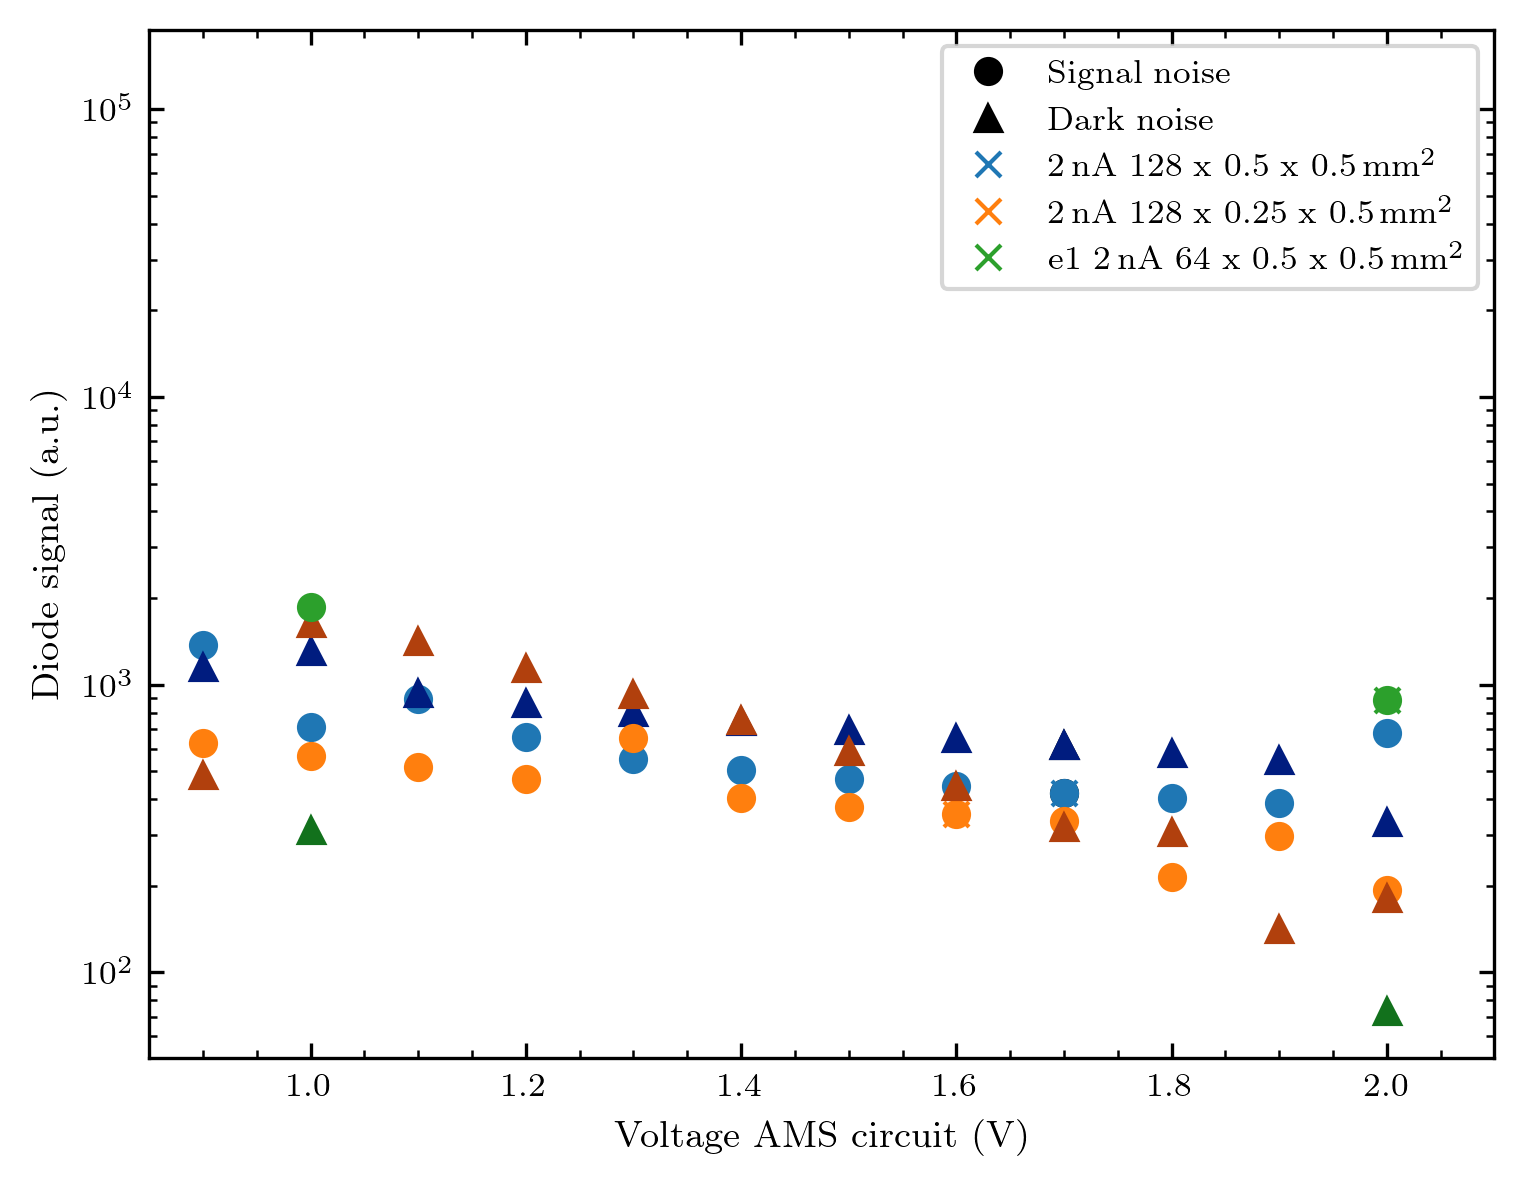 Signal noise
Dark noise
2 nA 128 x 0.5 x 0.5 mm²
2 nA 128 x 0.25 x 0.5 mm²
e1 2 nA 64 x 0.5 x 0.5 mm²
Diode signal (a.u.)
10⁵
10⁴
10³
10²
1.0 1.2 1.4 1.6 1.8 2.0
Voltage AMS circuit (V)